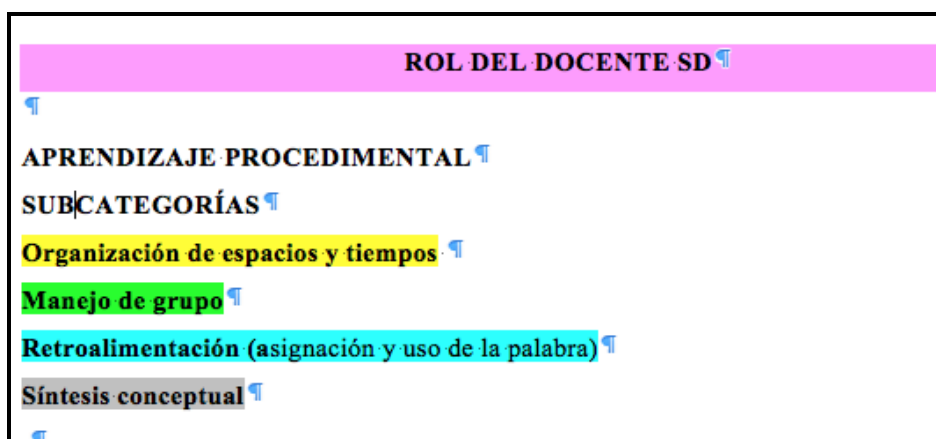 ROL DEL DOCENTE SD¶
¶
APRENDIZAJE PROCEDIMENTAL¶
SUBCATEGORÍAS¶
Organización de espacios y tiempos ¶
Manejo de grupo¶
Retroalimentación (asignación y uso de la palabra)¶
Síntesis conceptual¶
¶